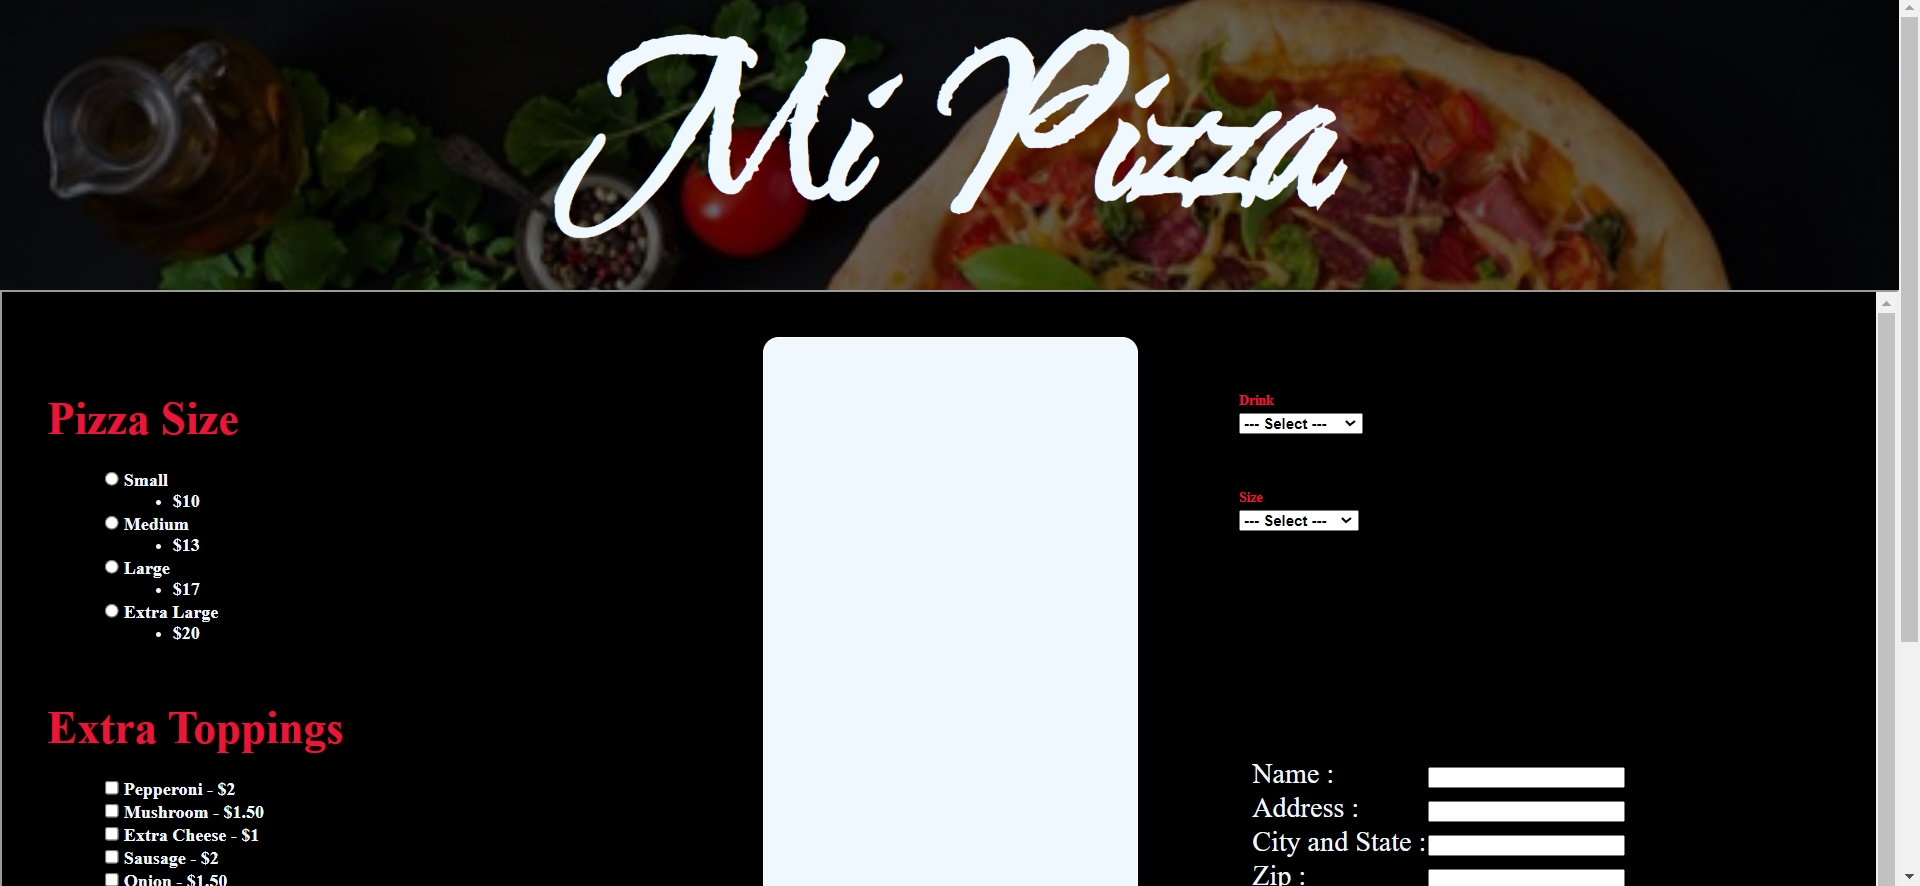 Mi Pizza
Pizza Size
Small
$10
Medium
$13
Large
$17
Extra Large
$20
Extra Toppings
Pepperoni - $2
Mushroom - $1.50
Extra Cheese - $1
Sausage - $2
Onion - $1.50
Drink
--- Select ---
Size
--- Select ---
Name :
Address :
City and State :
Zip :